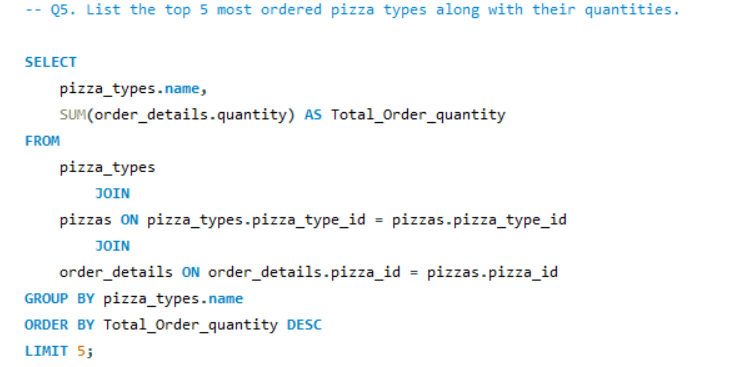 -- Q5. List the top 5 most ordered pizza types along with their quantities.
SELECT
pizza_types.name,
SUM(order_details.quantity) AS Total_Order_quantity
FROM
pizza_types
JOIN
pizzas ON pizza_types.pizza_type_id = pizzas.pizza_type_id
JOIN
order_details ON order_details.pizza_id = pizzas.pizza_id
GROUP BY pizza_types.name
ORDER BY Total_Order_quantity DESC
LIMIT 5;